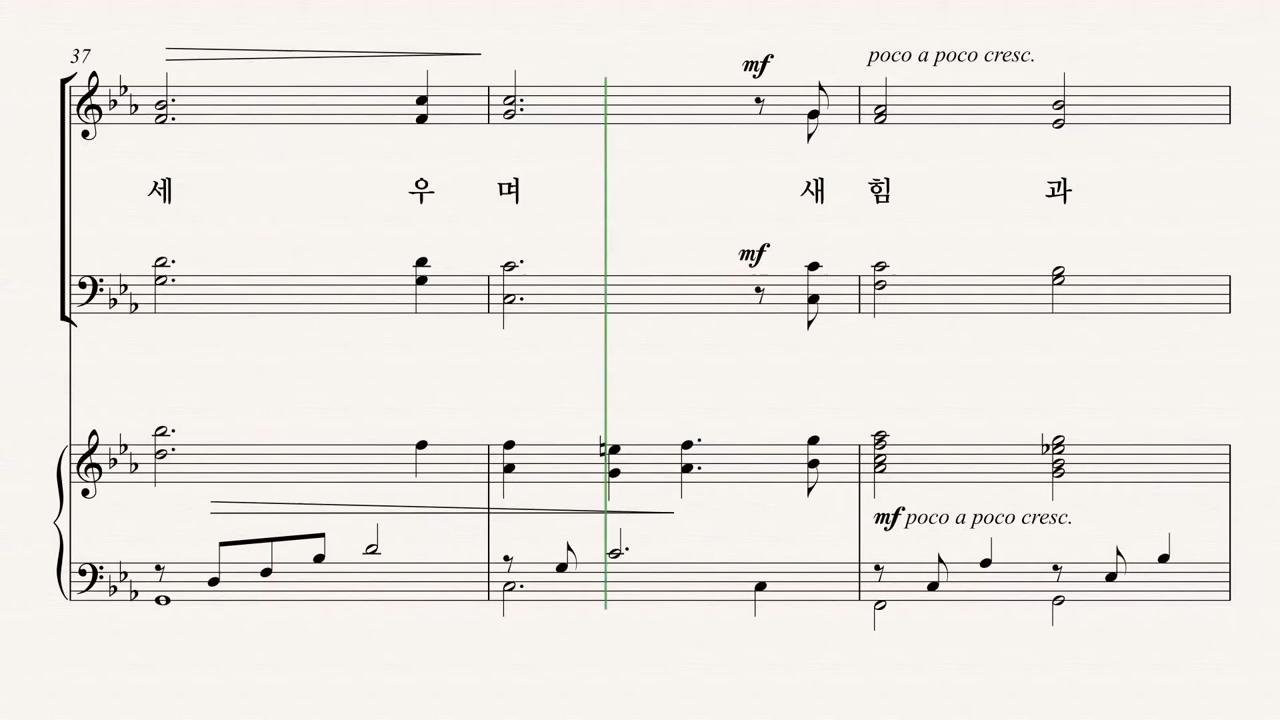 37
mf
poco a poco cresc.
세 우 며 새 힘 과
mf
mf poco a poco cresc.